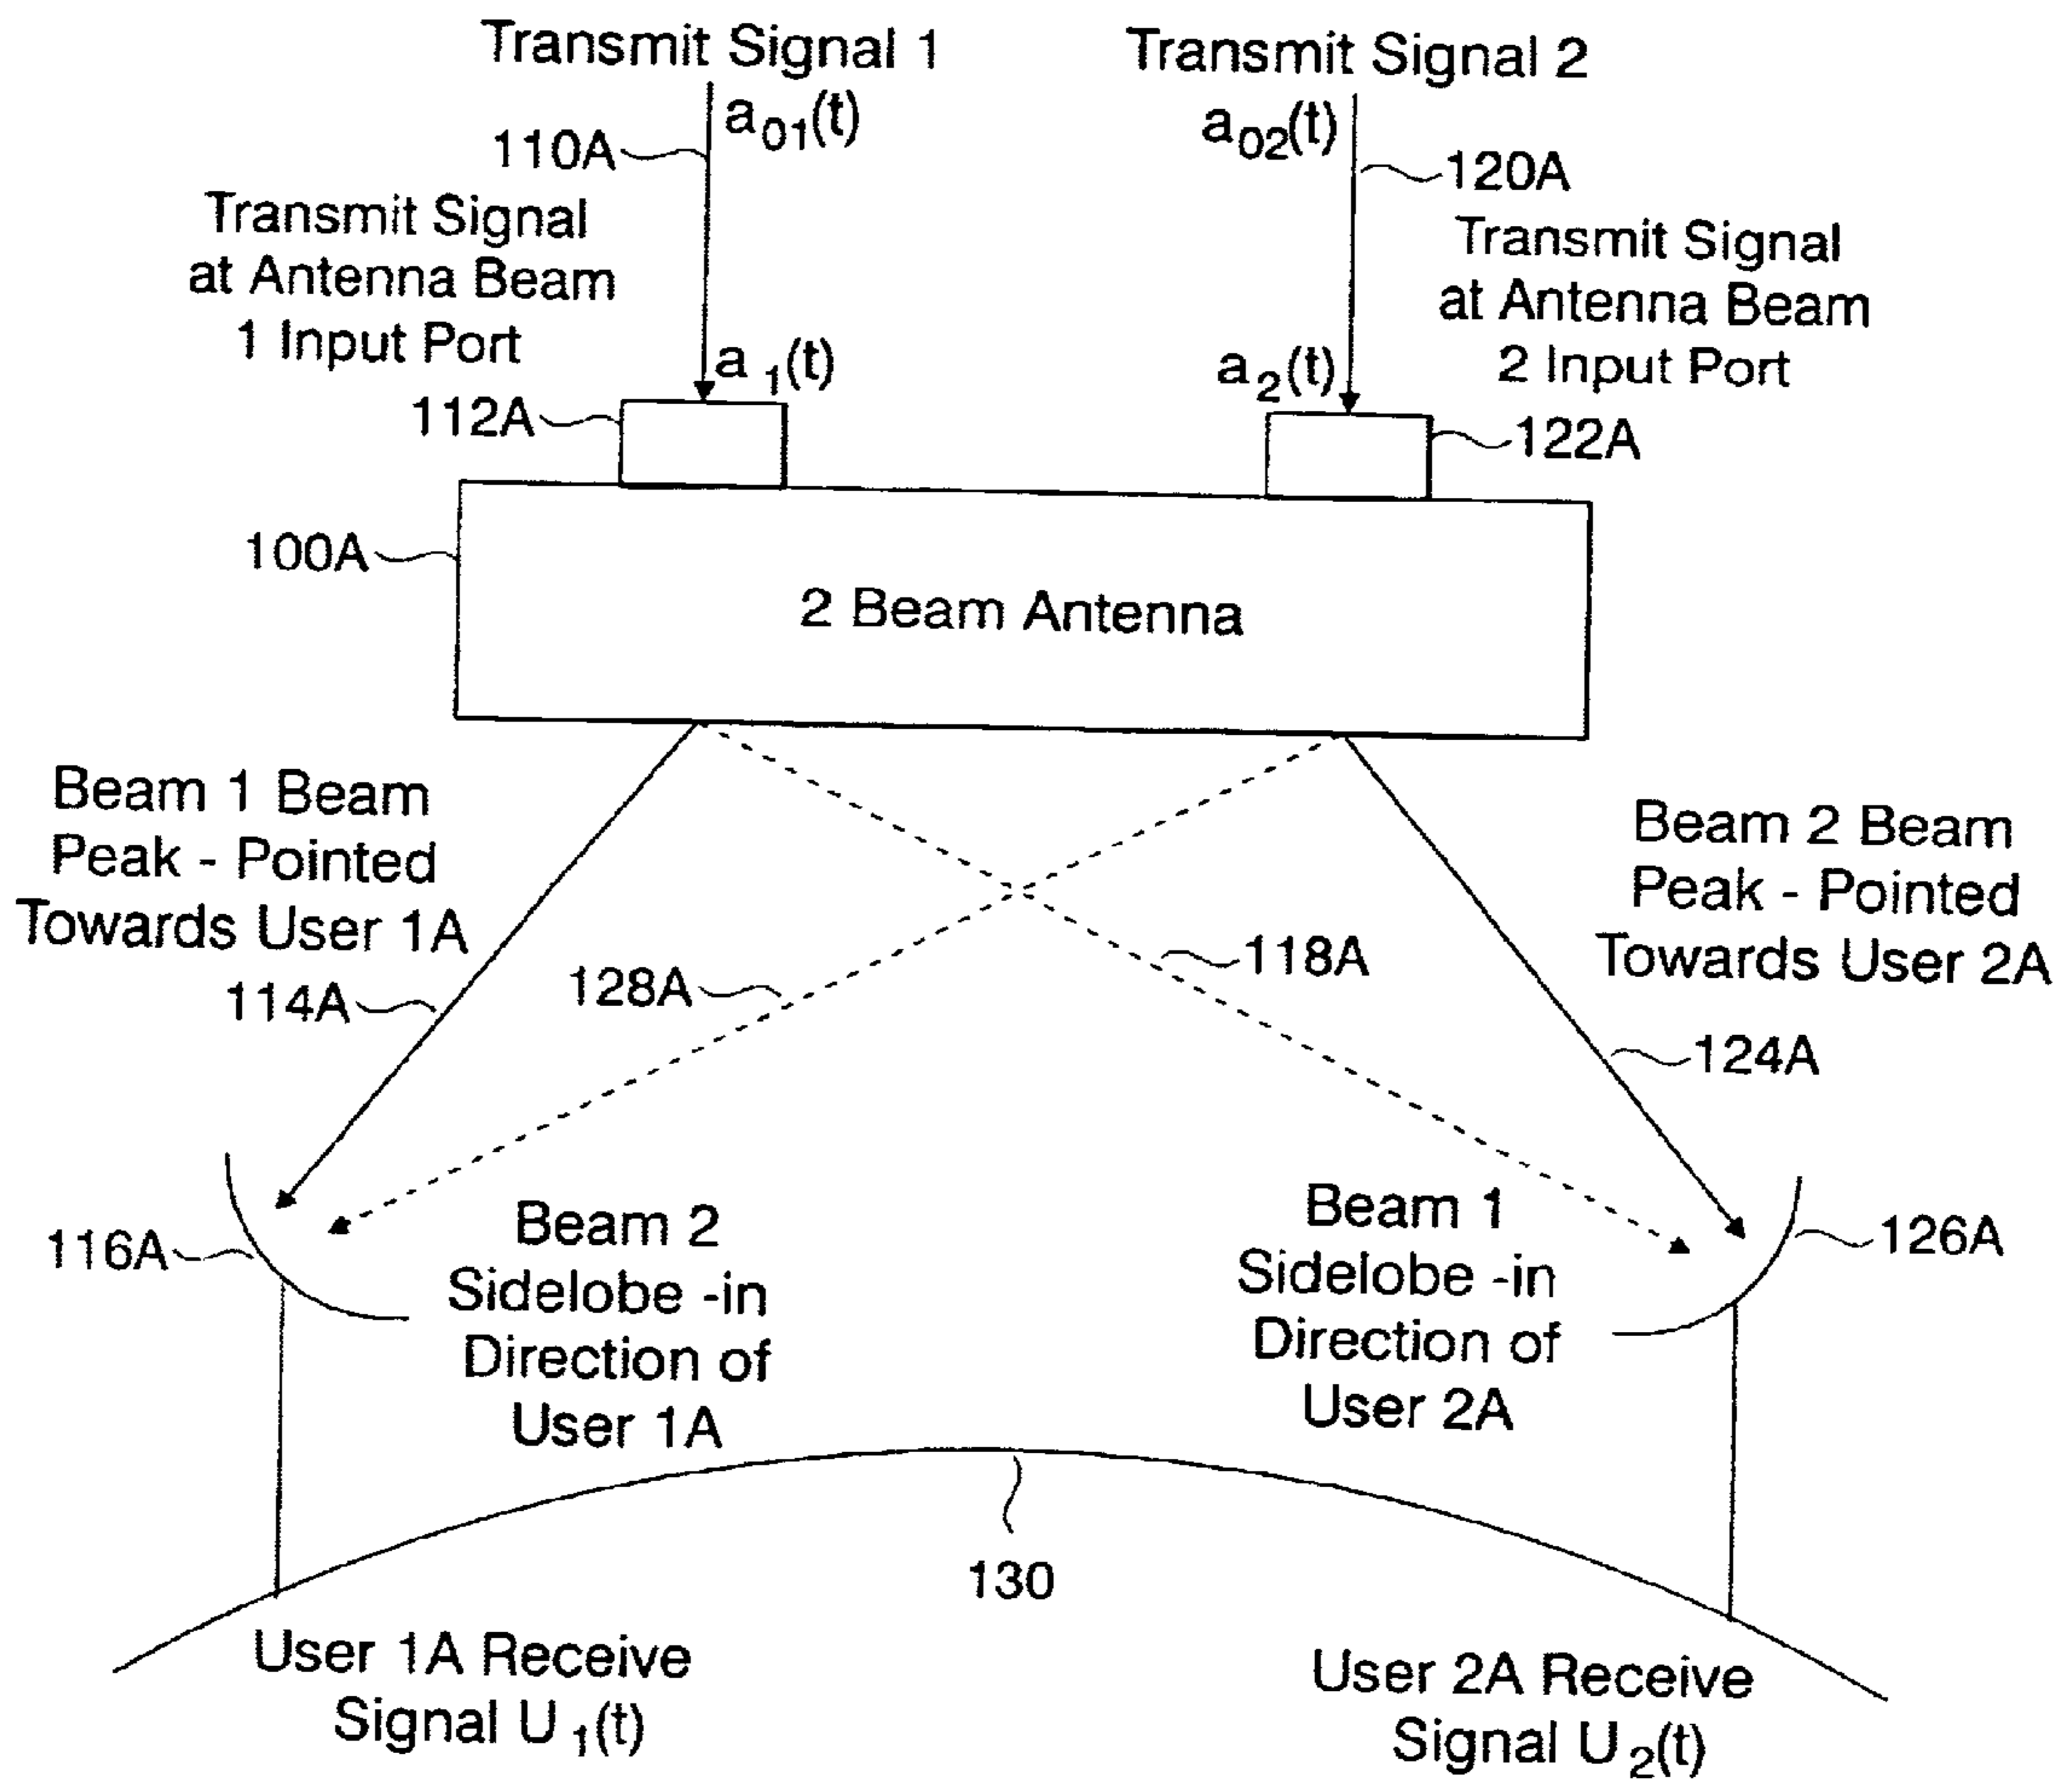 Transmit Signal 1
a01(t)
110A
Transmit Signal
at Antenna Beam
1 Input Port
a 1(t)
112A
Transmit Signal 2
a02(t)
120A
Transmit Signal
at Antenna Beam
2 Input Port
a2(t)
122A
100A
2 Beam Antenna
Beam 1 Beam
Peak - Pointed
Towards User 1A
114A
128A
118A
Beam 2 Beam
Peak - Pointed
Towards User 2A
124A
116A
Beam 2
Sidelobe -in
Direction of
User 1A
Beam 1
Sidelobe -in
Direction of
User 2A
126A
130
User 1A Receive
Signal U 1(t)
User 2A Receive
Signal U 2(t)